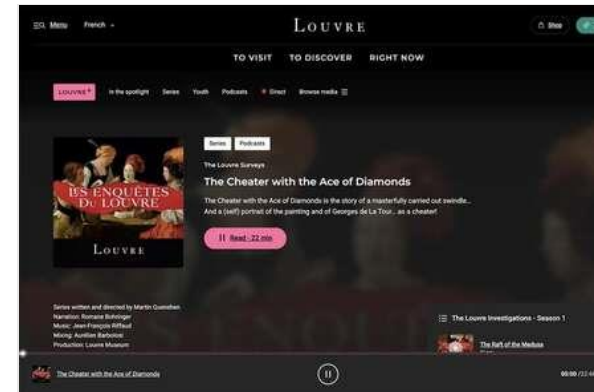 Menu French
LOUVRE
Shop
TO VISIT TO DISCOVER RIGHT NOW
LOUVRE+ In the spotlight Series Youth Podcasts Direct Browse media
Series Podcasts
The Louvre Surveys
The Cheater with the Ace of Diamonds
The Cheater with the Ace of Diamonds is the story of a masterfully carried out swindle...
And a (self) portrait of the painting and of Georges de La Tour... as a cheater!
LES ENQUÊTES
DU LOUVRE
LOUVRE
Read - 22 min
Series written and directed by Martin
Narration: Romane Bohringer
Music: Jean-François Riffaud
Mixing: Aurélien
Production: Louvre Museum
The Louvre Investigations - Season 1
The Raft of the Medusa
The Cheater with the Ace of Diamonds
00:00